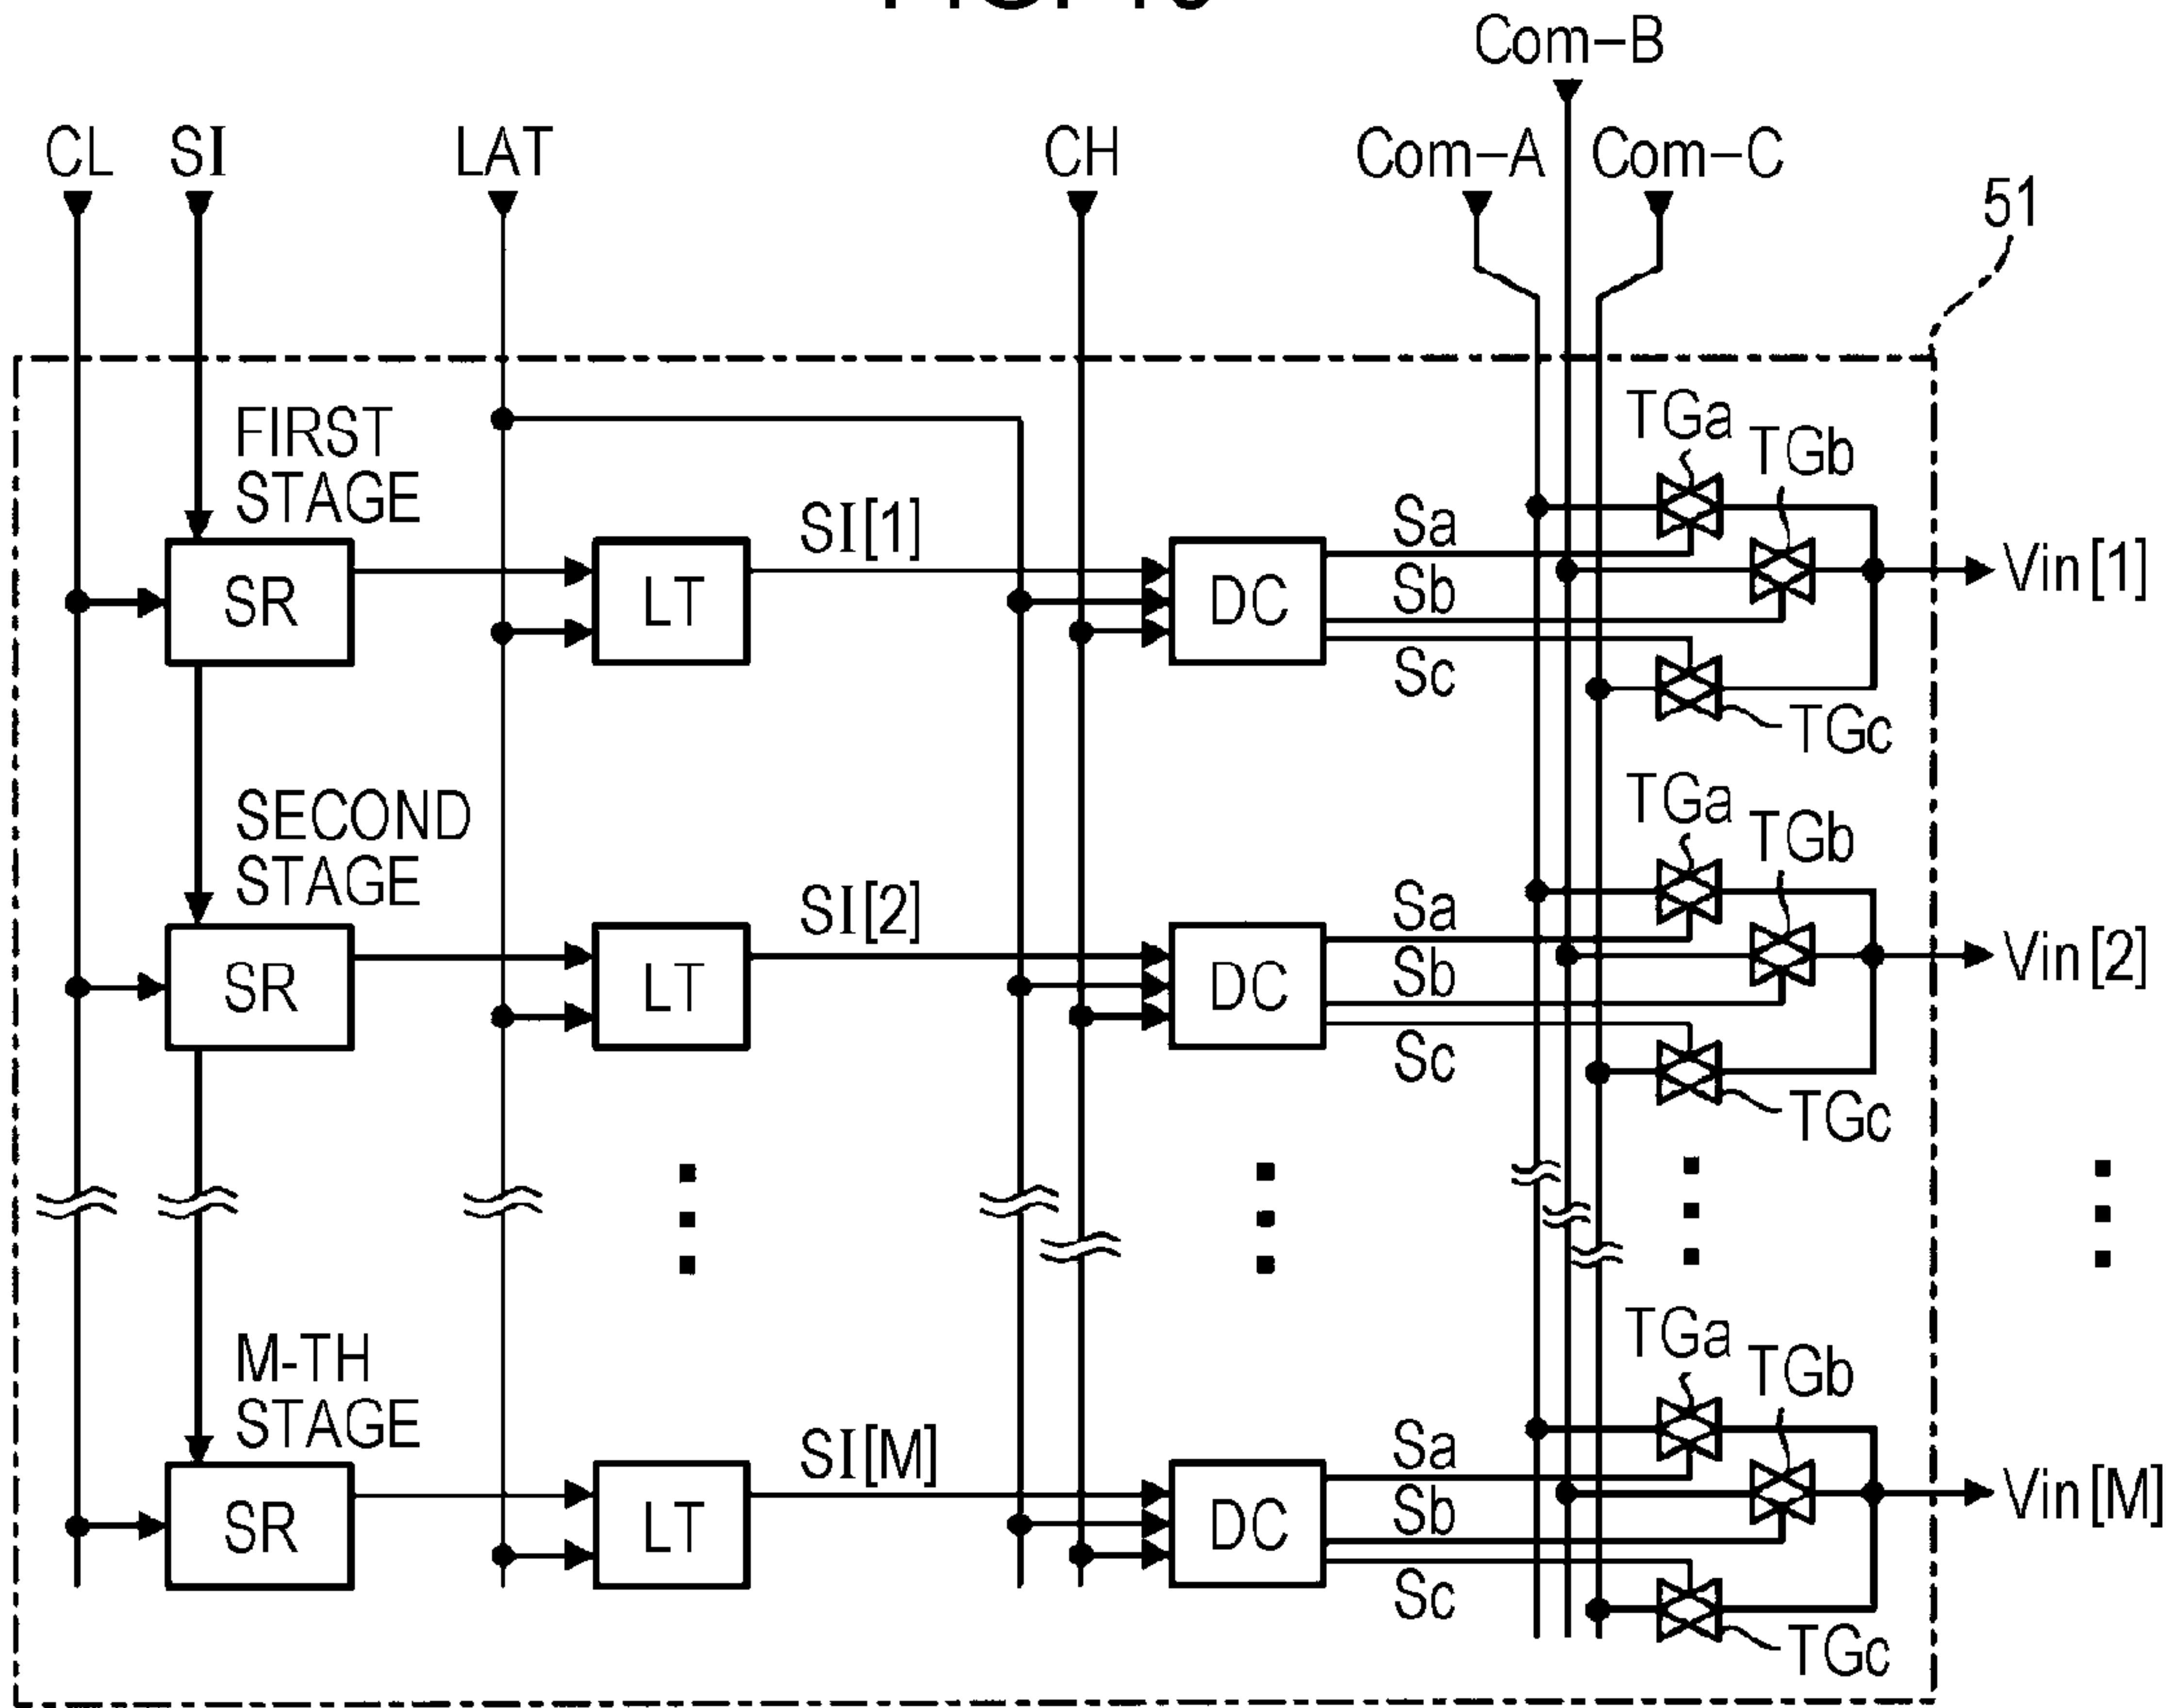 Com-B
CL SI LAT CH Com-A Com-C
51
FIRST
STAGE
SR
LT
SI[1]
DC
Sa
Sb
Sc
TGa
TGb
TGc
Vin[1]
SECOND
STAGE
SR
LT
SI[2]
DC
Sa
Sb
Sc
TGa
TGb
TGc
Vin[2]
M-TH
STAGE
SR
LT
SI[M]
DC
Sa
Sb
Sc
TGa
TGb
TGc
Vin[M]